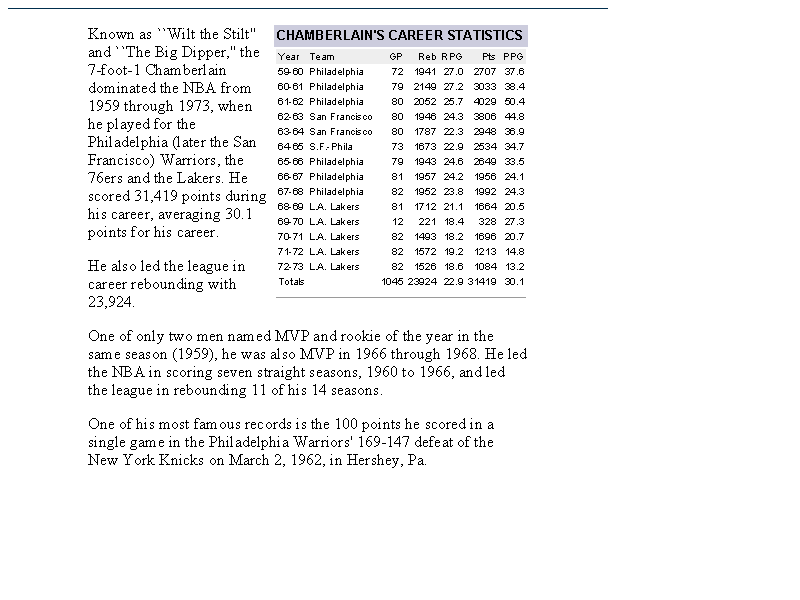 Known as ``Wilt the Stilt''
and ``The Big Dipper,'' the
7-foot-1 Chamberlain
dominated the NBA from
1959 through 1973, when
he played for the
Philadelphia (later the San
Francisco) Warriors, the
76ers and the Lakers. He
scored 31,419 points during
his career, averaging 30.1
points for his career.
He also led the league in
career rebounding with
23,924.
CHAMBERLAIN'S CAREER STATISTICS
Year Team GP Reb RPG Pts PPG
59-60 Philadelphia 72 1941 27.0 2707 37.6
60-61 Philadelphia 79 2149 27.2 3033 38.4
61-62 Philadelphia 80 2052 25.7 4029 50.4
62-63 San Francisco 80 1946 24.3 3806 44.8
63-64 San Francisco 80 1787 22.3 2948 36.9
64-65 S.F.-Phila 73 1673 22.9 2534 34.7
65-66 Philadelphia 79 1943 24.6 2649 33.5
66-67 Philadelphia 81 1957 24.2 1956 24.1
67-68 Philadelphia 82 1952 23.8 1992 24.3
68-69 L.A. Lakers 81 1712 21.1 1664 20.5
69-70 L.A. Lakers 12 221 18.4 328 27.3
70-71 L.A. Lakers 82 1493 18.2 1696 20.7
71-72 L.A. Lakers 82 1572 19.2 1213 14.8
72-73 L.A. Lakers 82 1526 18.6 1084 13.2
Totals 1045 23924 22.9 31419 30.1
One of only two men named MVP and rookie of the year in the
same season (1959), he was also MVP in 1966 through 1968. He led
the NBA in scoring seven straight seasons, 1960 to 1966, and led
the league in rebounding 11 of his 14 seasons.
One of his most famous records is the 100 points he scored in a
single game in the Philadelphia Warriors' 169-147 defeat of the
New York Knicks on March 2, 1962, in Hershey, Pa.